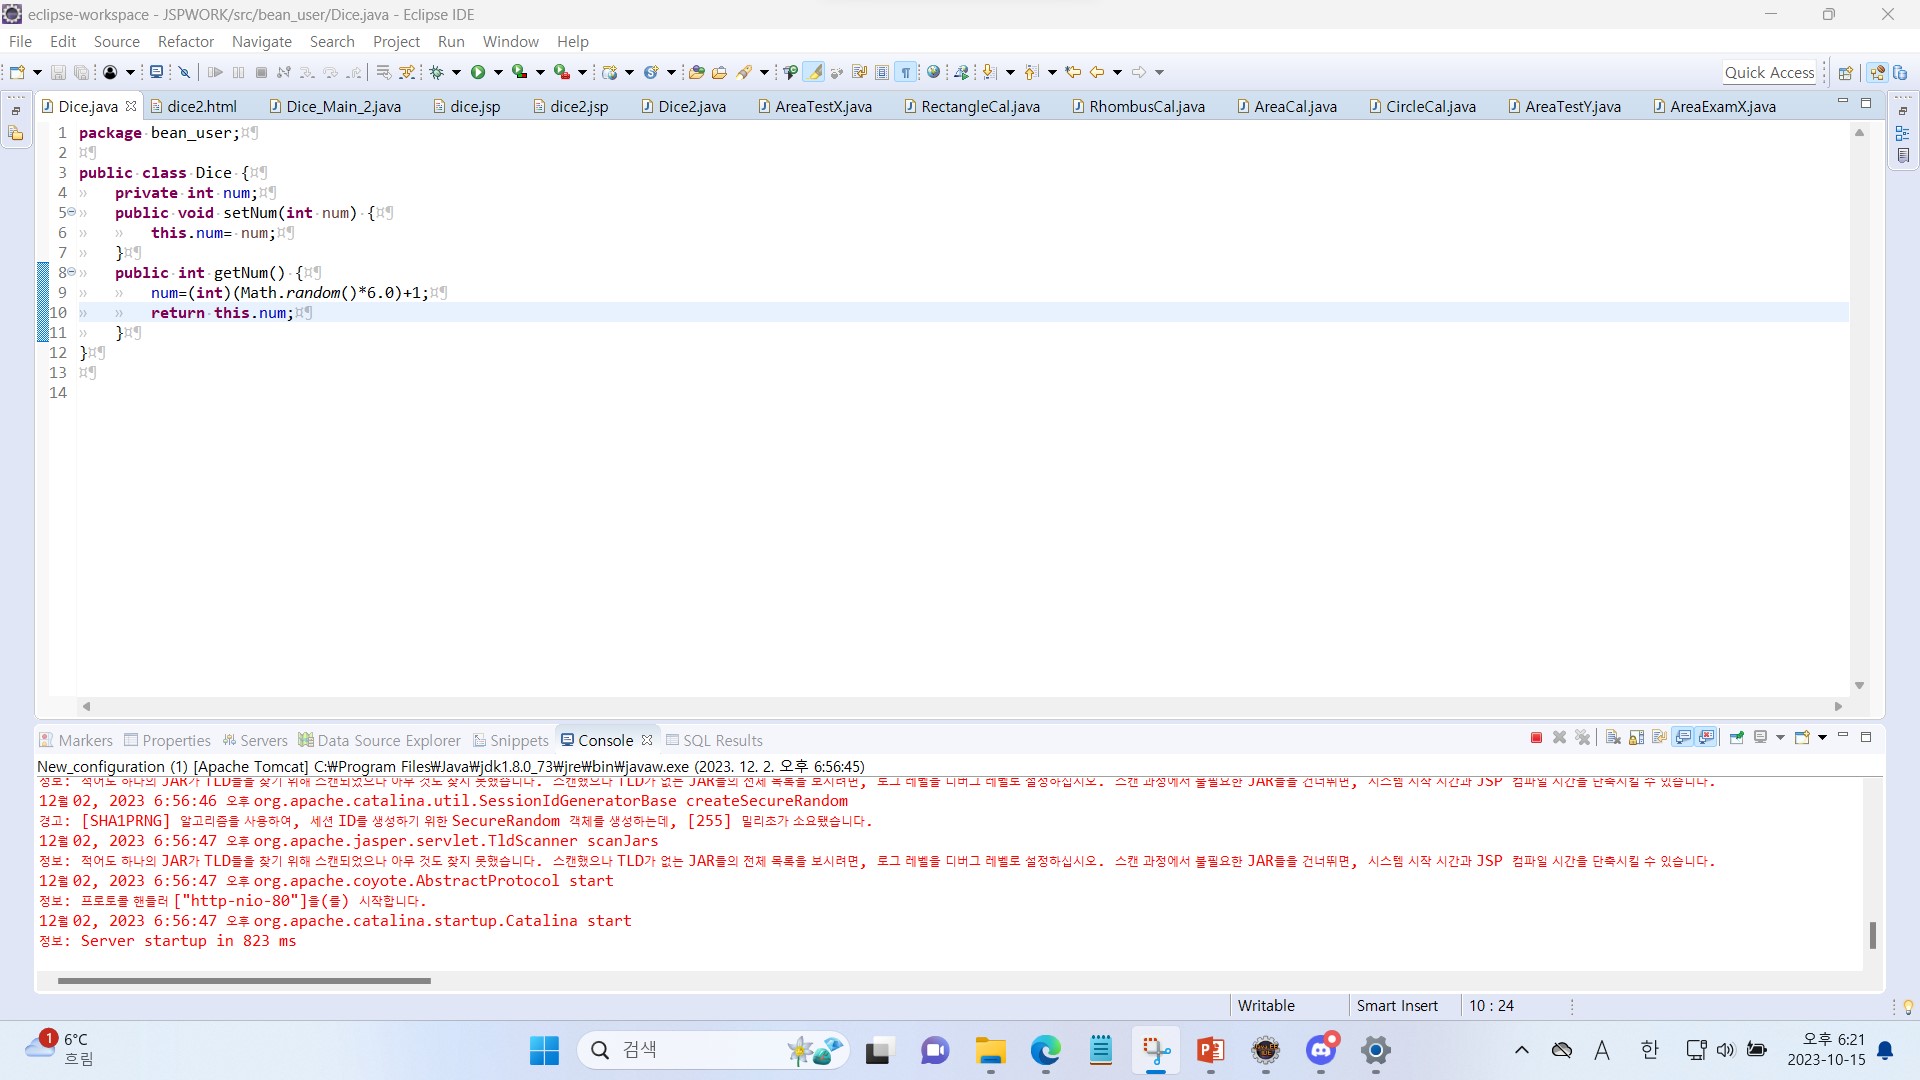 eclipse-workspace - JSPWORK/src/bean_user/Dice.java - Eclipse IDE
File Edit Source Refactor Navigate Search Project Run Window Help
Quick Access
Dice.java dice2.html Dice_Main_2.java dice.jsp dice2.jsp Dice2.java AreaTestX.java RectangleCal.java RhombusCal.java AreaCal.java CircleCal.java AreaTestY.java AreaExamX.java
1 package bean_user;
2
3 public class Dice {
4 private int num;
5 public void setNum(int num) {
6 this.num= num;
7 }
8 public int getNum() {
9 num=(int)(Math.random()*6.0)+1;
10 return this.num;
11 }
12 }
13
14
Markers Properties Servers Data Source Explorer Snippets Console SQL Results
New_configuration (1) [Apache Tomcat] C:₩Program Files₩Java₩jdk1.8.0_73₩jre₩bin₩javaw.exe (2023. 12. 2. 오후 6:56:45)
정보: 적어도 하나의 JAR가 TLD들을 찾기 위해 스캔되었으나 아무 것도 찾지 못했습니다. 스캔했으나 TLD가 없는 JAR들의 전체 목록을 보시려면, 로그 레벨을 디버그 레벨로 설정하십시오. 스캔 과정에서 불필요한 JAR들을 건너뛰면, 시스템 시작 시간과 JSP 컴파일 시간을 단축시킬 수 있습니다.
12월 02, 2023 6:56:46 오후 org.apache.catalina.util.SessionIdGeneratorBase createSecureRandom
경고: [SHA1PRNG] 알고리즘을 사용하여, 세션 ID를 생성하기 위한 SecureRandom 객체를 생성하는데, [255] 밀리초가 소요됐습니다.
12월 02, 2023 6:56:47 오후 org.apache.jasper.servlet.TldScanner scanJars
정보: 적어도 하나의 JAR가 TLD들을 찾기 위해 스캔되었으나 아무 것도 찾지 못했습니다. 스캔했으나 TLD가 없는 JAR들의 전체 목록을 보시려면, 로그 레벨을 디버그 레벨로 설정하십시오. 스캔 과정에서 불필요한 JAR들을 건너뛰면, 시스템 시작 시간과 JSP 컴파일 시간을 단축시킬 수 있습니다.
12월 02, 2023 6:56:47 오후 org.apache.coyote.AbstractProtocol start
정보: 프로토콜 핸들러 ["http-nio-80"]을(를) 시작합니다.
12월 02, 2023 6:56:47 오후 org.apache.catalina.startup.Catalina start
정보: Server startup in 823 ms
Writable Smart Insert 10 : 24
1 6°C
흐림
검색
A 한
오후 6:21
2023-10-15